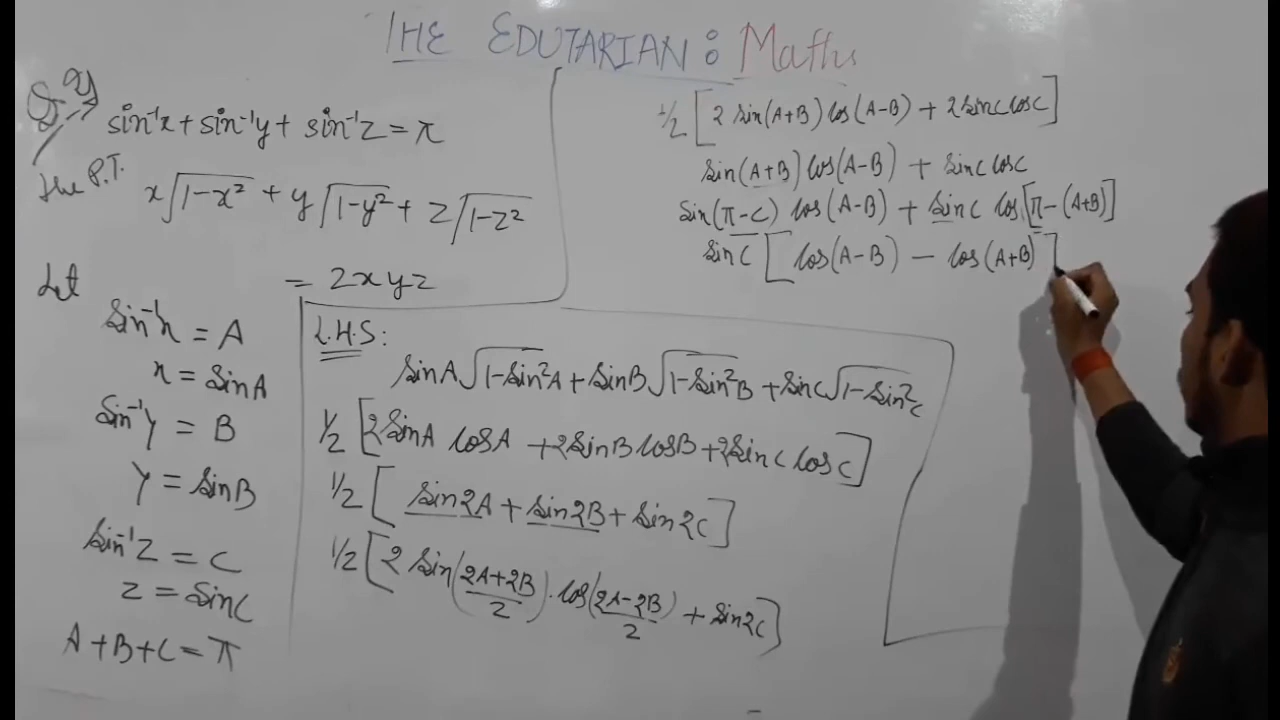 THE EDUTARIAN : Maths
sin⁻¹x + sin⁻¹y + sin⁻¹z = π
P.T.
x√1-x² + y√1-y² + z√1-z²
= 2xyz
Let
sin⁻¹x = A
x = sinA
sin⁻¹y = B
y = sinB
sin⁻¹z = C
z = sinC
A+B+C = π
L.H.S:
sinA√1-sin²A + sinB√1-sin²B + sinC√1-sin²C
1/2 [2sinA cosA + 2sinB cosB + 2sinC cosC]
1/2 [sin2A + sin2B + sin2C]
1/2 [2 sin(2A+2B/2) . cos(2A-2B/2) + sin2C]
1/2 [2 sin(A+B) cos(A-B) + 2sinC cosC]
sin(A+B) cos(A-B) + sinC cosC
sin(π-C) cos(A-B) + sinC cos[π-(A+B)]
sinC [cos(A-B) - cos(A+B)]